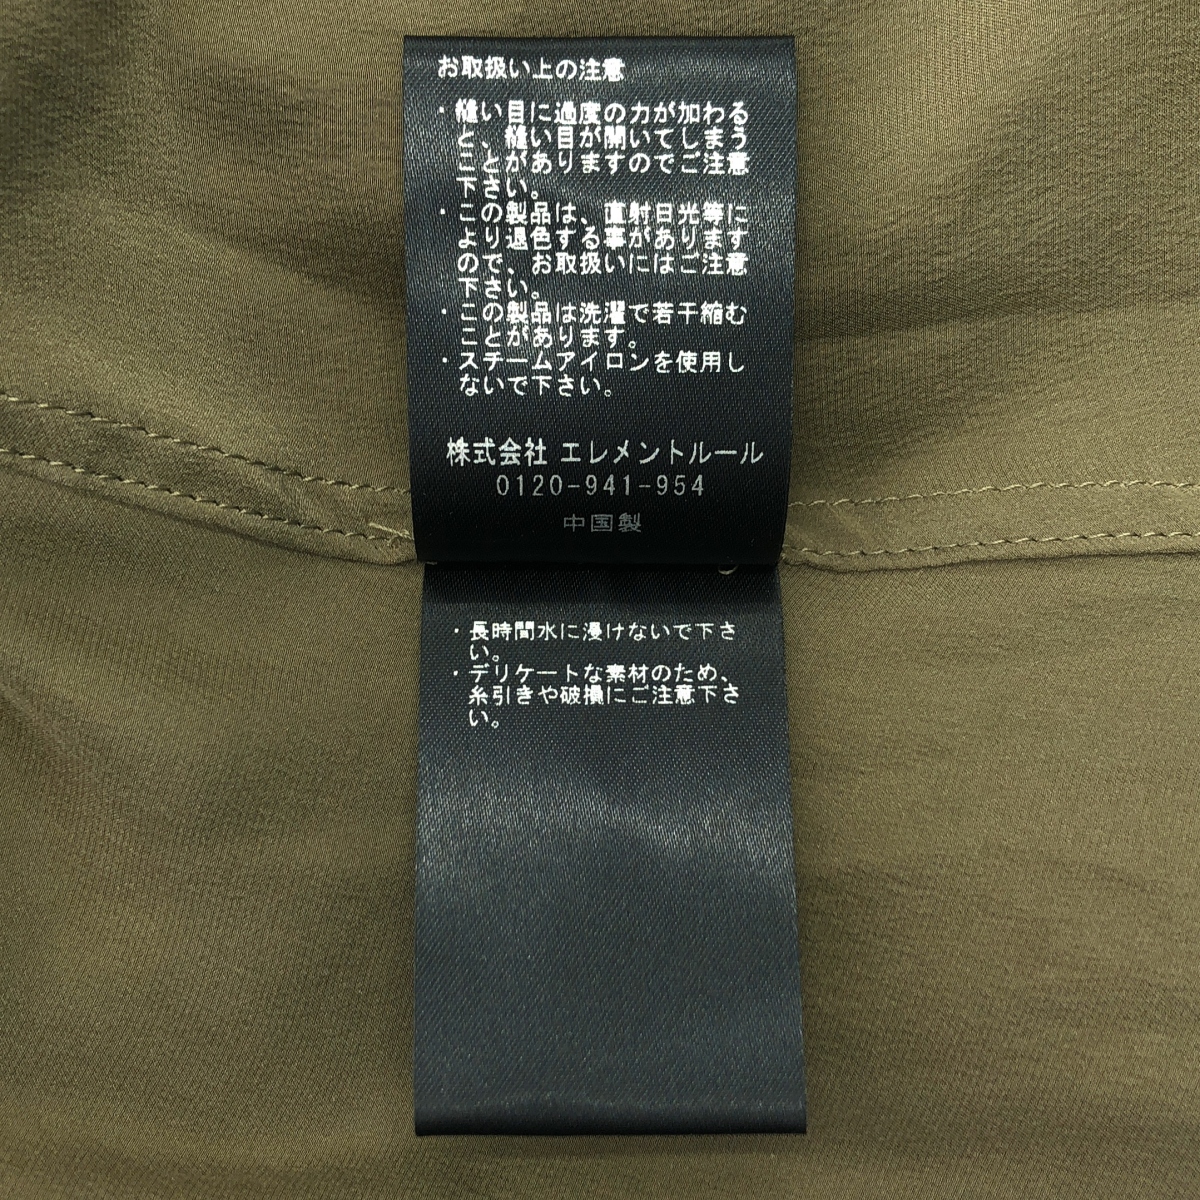 お取扱い上の注意
・縫い目に過度の力が加わる
と、縫い目が開いてしまう
ことがありますのでご注意
下さい。
・この製品は、直射日光等に
より退色する事があります
ので、お取扱いにはご注意
下さい。
・この製品は洗濯で若干縮む
ことがあります。
・スチームアイロンを使用し
ないで下さい。
株式会社 エレメントルール
0120-941-954
中国製
・長時間水に浸けないで下さ
い。
・デリケートな素材のため、
糸引きや破損にご注意下さ
い。